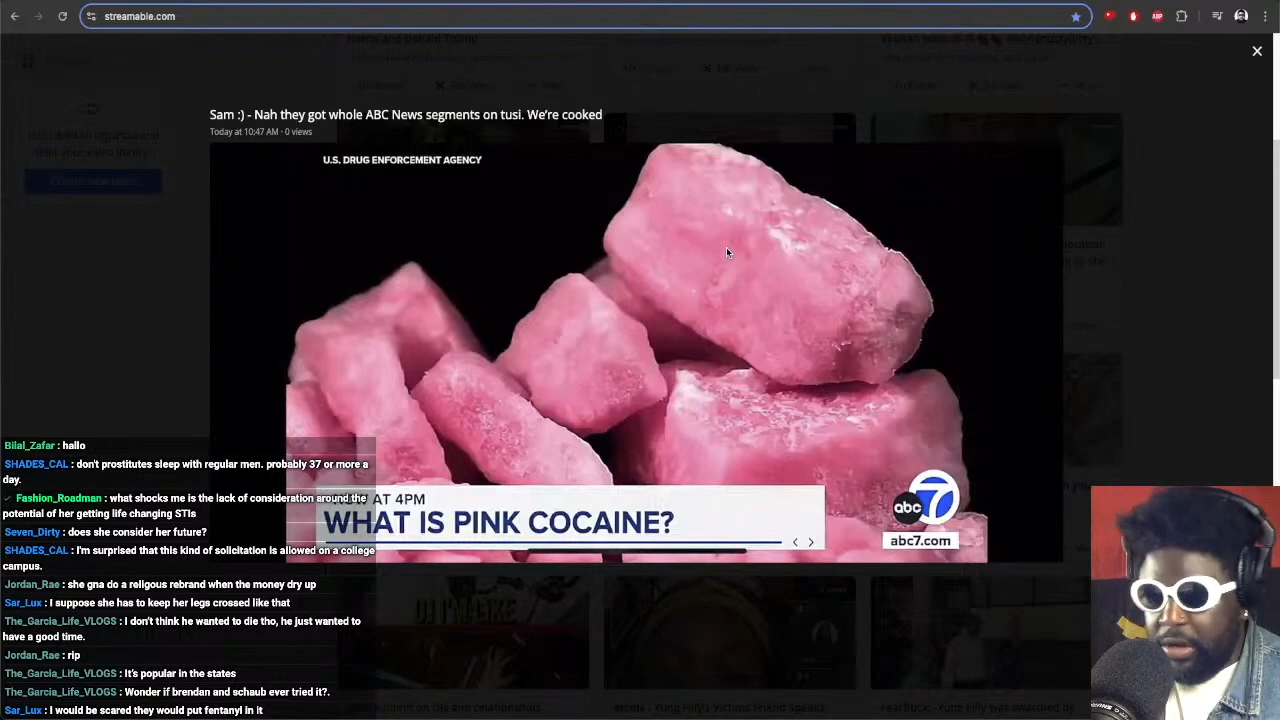 streamable.com
Sam :) - Nah they got whole ABC News segments on tusi. We're cooked
Today at 10:47 AM · 0 views
U.S. DRUG ENFORCEMENT AGENCY
AT 4PM
WHAT IS PINK COCAINE?
abc 7
abc7.com
Bilal_Zafar : hallo
SHADES_CAL : don't prostitutes sleep with regular men. probably 37 or more a
day.
Fashion_Roadman : what shocks me is the lack of consideration around the
potential of her getting life changing STIs
Seven_Dirty : does she consider her future?
SHADES_CAL : I'm surprised that this kind of solicitation is allowed on a college
campus.
Jordan_Rae : she gna do a religous rebrand when the money dry up
Sar_Lux : I suppose she has to keep her legs crossed like that
The_Garcia_Life_VLOGS : I don't think he wanted to die tho, he just wanted to
have a good time.
Jordan_Rae : rip
The_Garcia_Life_VLOGS : It's popular in the states
The_Garcia_Life_VLOGS : Wonder if brendan and schaub ever tried it?.
Sar_Lux : I would be scared they would put fentanyl in it